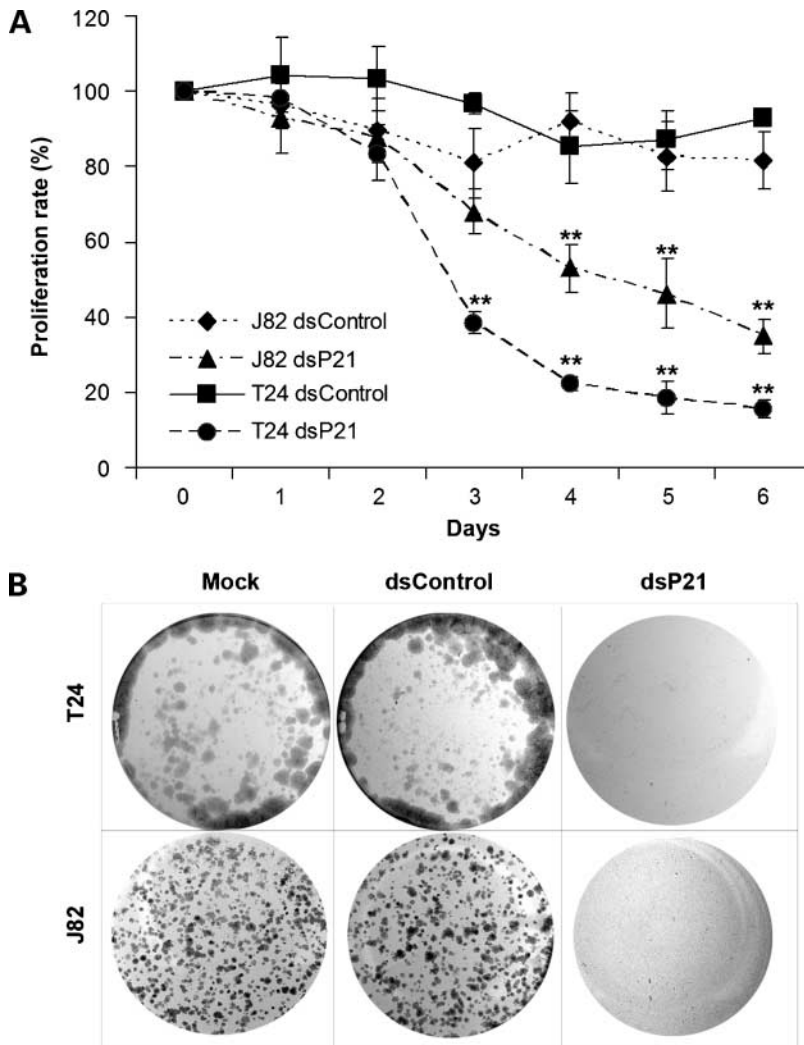 A
Proliferation rate (%)
120
100
80
60
40
20
0
**
**
**
**
**
**
**
J82 dsControl
J82 dsP21
T24 dsControl
T24 dsP21
0 1 2 3 4 5 6
Days
B
Mock dsControl dsP21
T24
J82